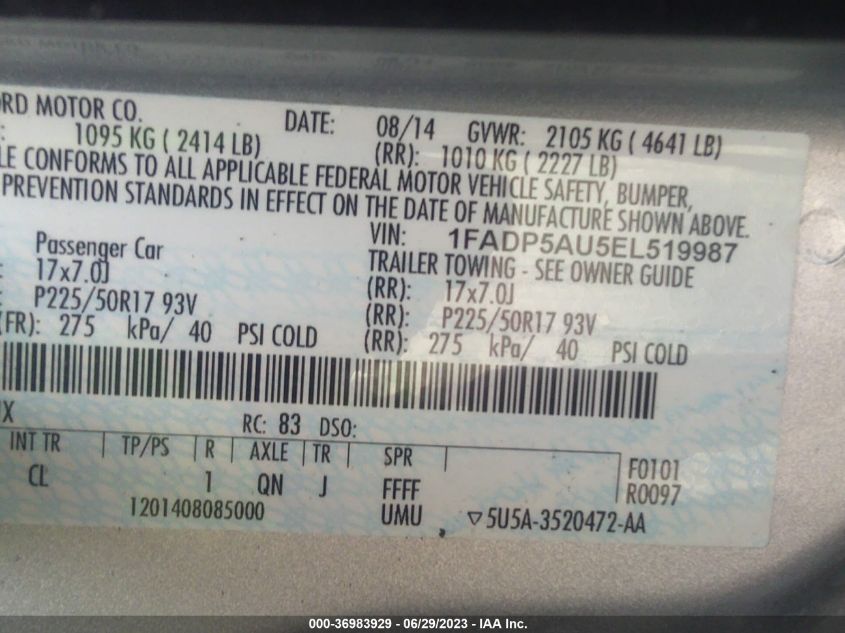 RD MOTOR CO. DATE: 08/14 GVWR: 2105 KG ( 4641 LB)
: 1095 KG ( 2414 LB) (RR): 1010 KG ( 2227 LB)
LE CONFORMS TO ALL APPLICABLE FEDERAL MOTOR VEHICLE SAFETY, BUMPER,
PREVENTION STANDARDS IN EFFECT ON THE DATE OF MANUFACTURE SHOWN ABOVE.
VIN: 1FADP5AU5EL519987
Passenger Car TRAILER TOWING - SEE OWNER GUIDE
: 17x7.0J (RR): 17x7.0J
: P225/50R17 93V (RR): P225/50R17 93V
(FR): 275 kPa/ 40 PSI COLD (RR): 275 kPa/ 40 PSI COLD
X RC: 83 DSO:
INT TR | TP/PS | R | AXLE | TR | SPR | F0101
CL 1 QN J FFFF R0097
1201408085000 UMU ▽5U5A-3520472-AA
000-36983929 - 06/29/2023 - IAA Inc.